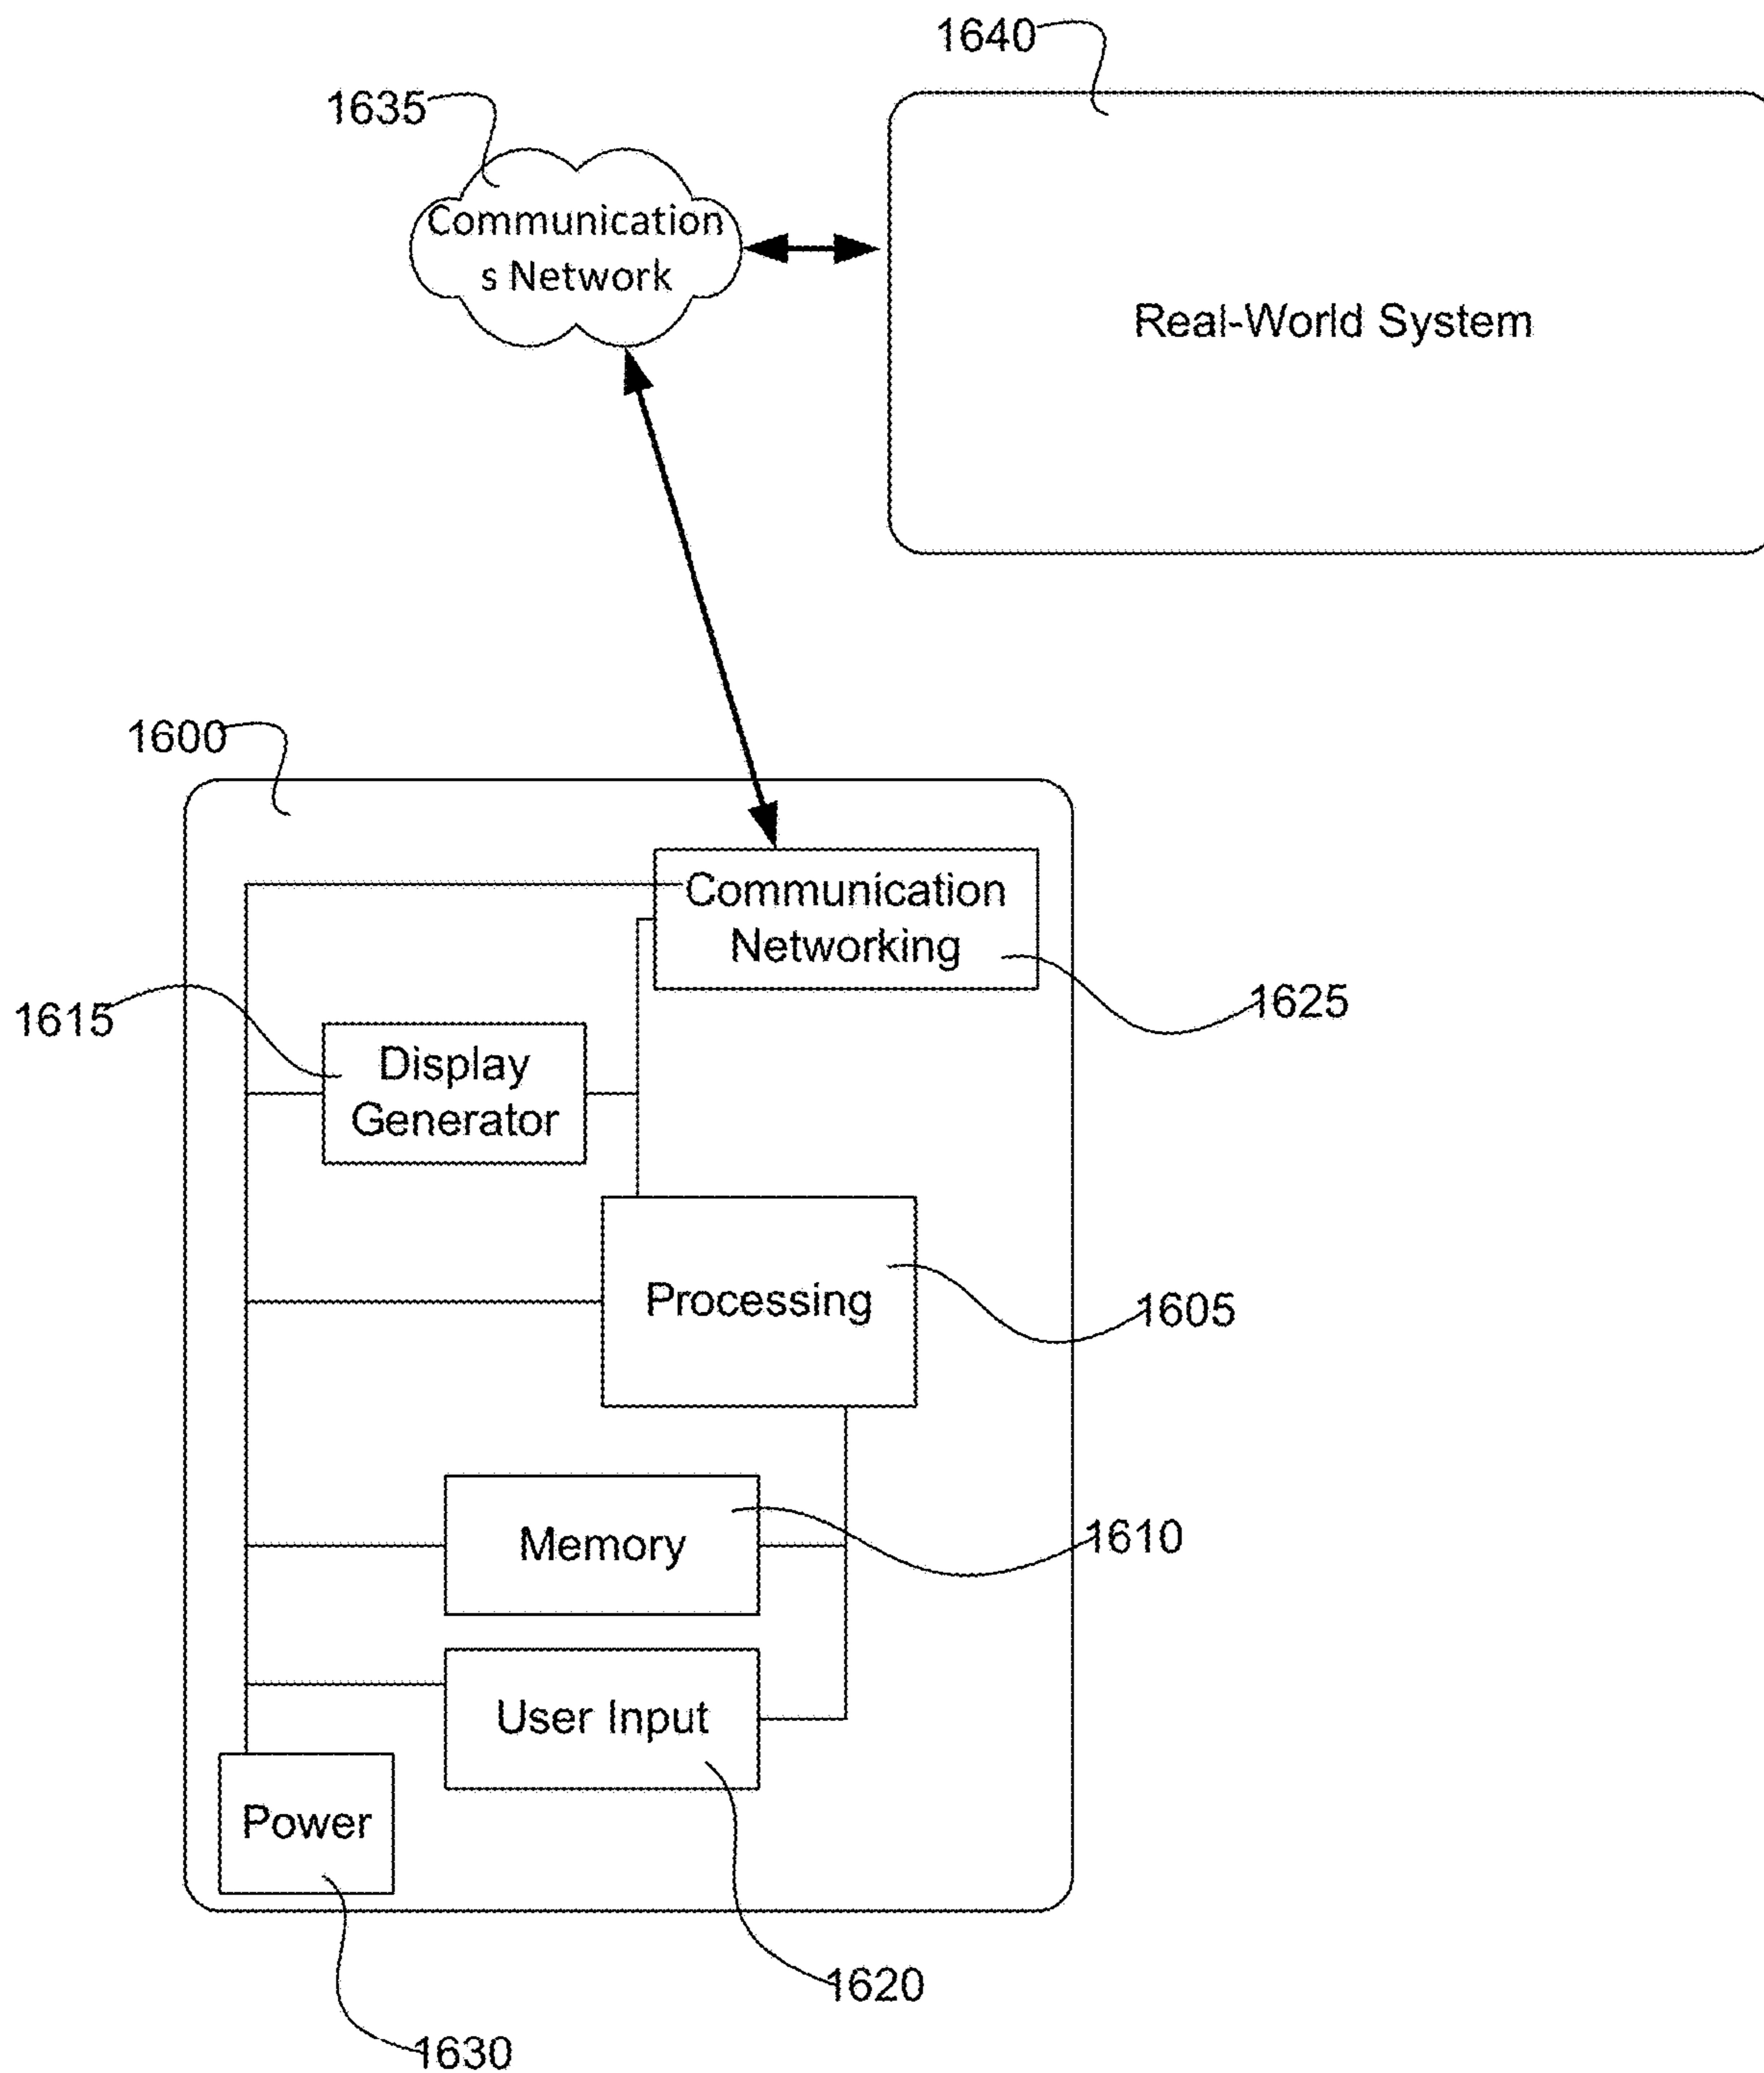 1640
1635
Communication
s Network
Real-World System
1600
Communication
Networking
1625
1615
Display
Generator
Processing
1605
Memory
1610
User Input
Power
1620
1630